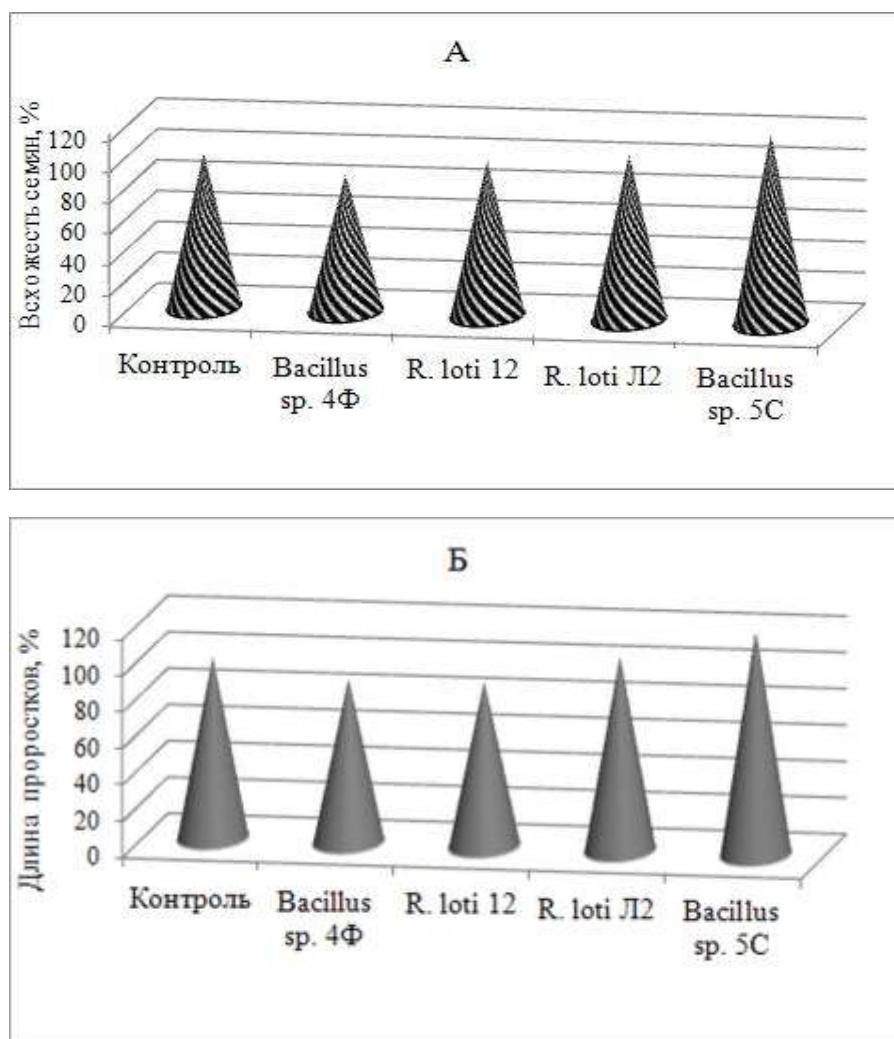 А
Всхожесть семян, %
120
100
80
60
40
20
0
Контроль
Bacillus
sp. 4Ф
R. loti 12
R. loti Л2
Bacillus
sp. 5С
Б
Длина проростков, %
120
100
80
60
40
20
0
Контроль
Bacillus
sp. 4Ф
R. loti 12
R. loti Л2
Bacillus
sp. 5С